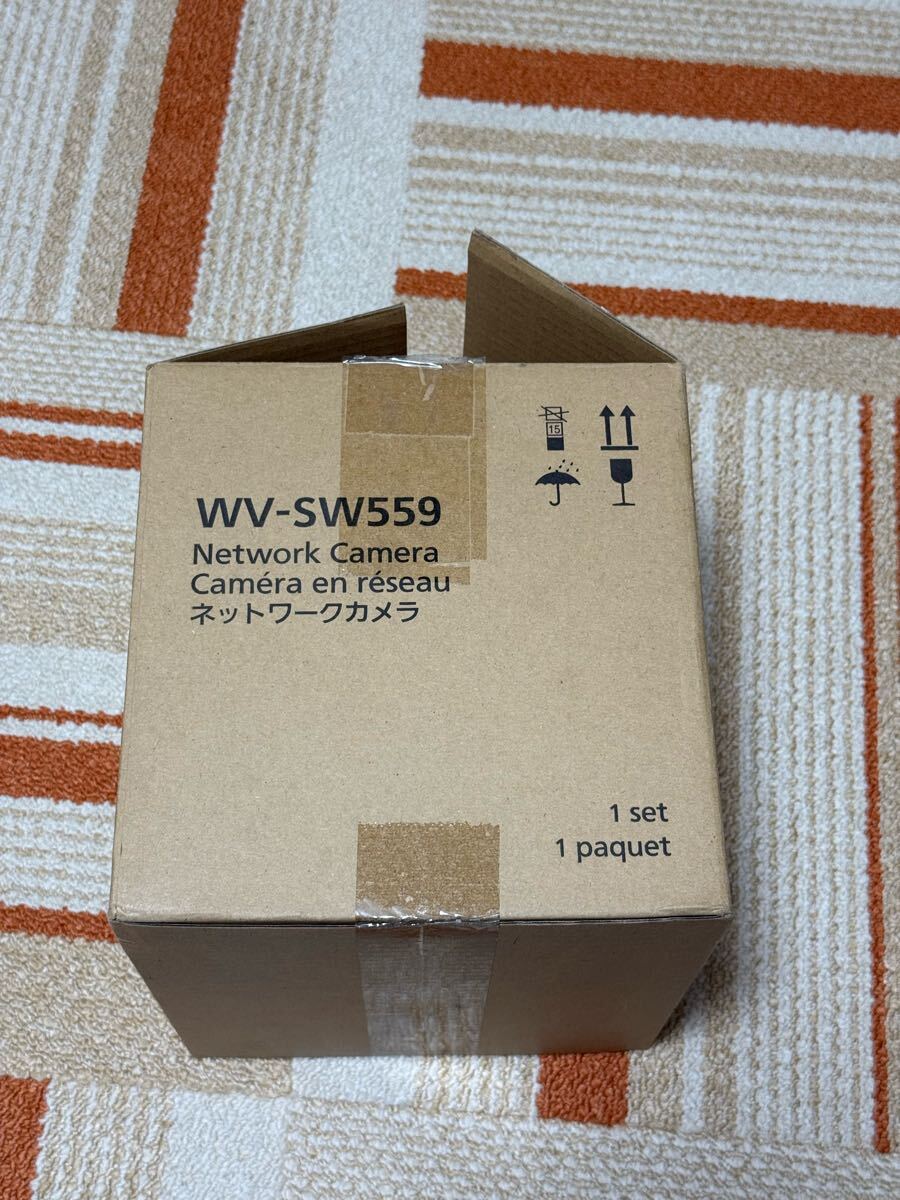 15
WV-SW559
Network Camera
Caméra en réseau
ネットワークカメラ
1 set
1 paquet